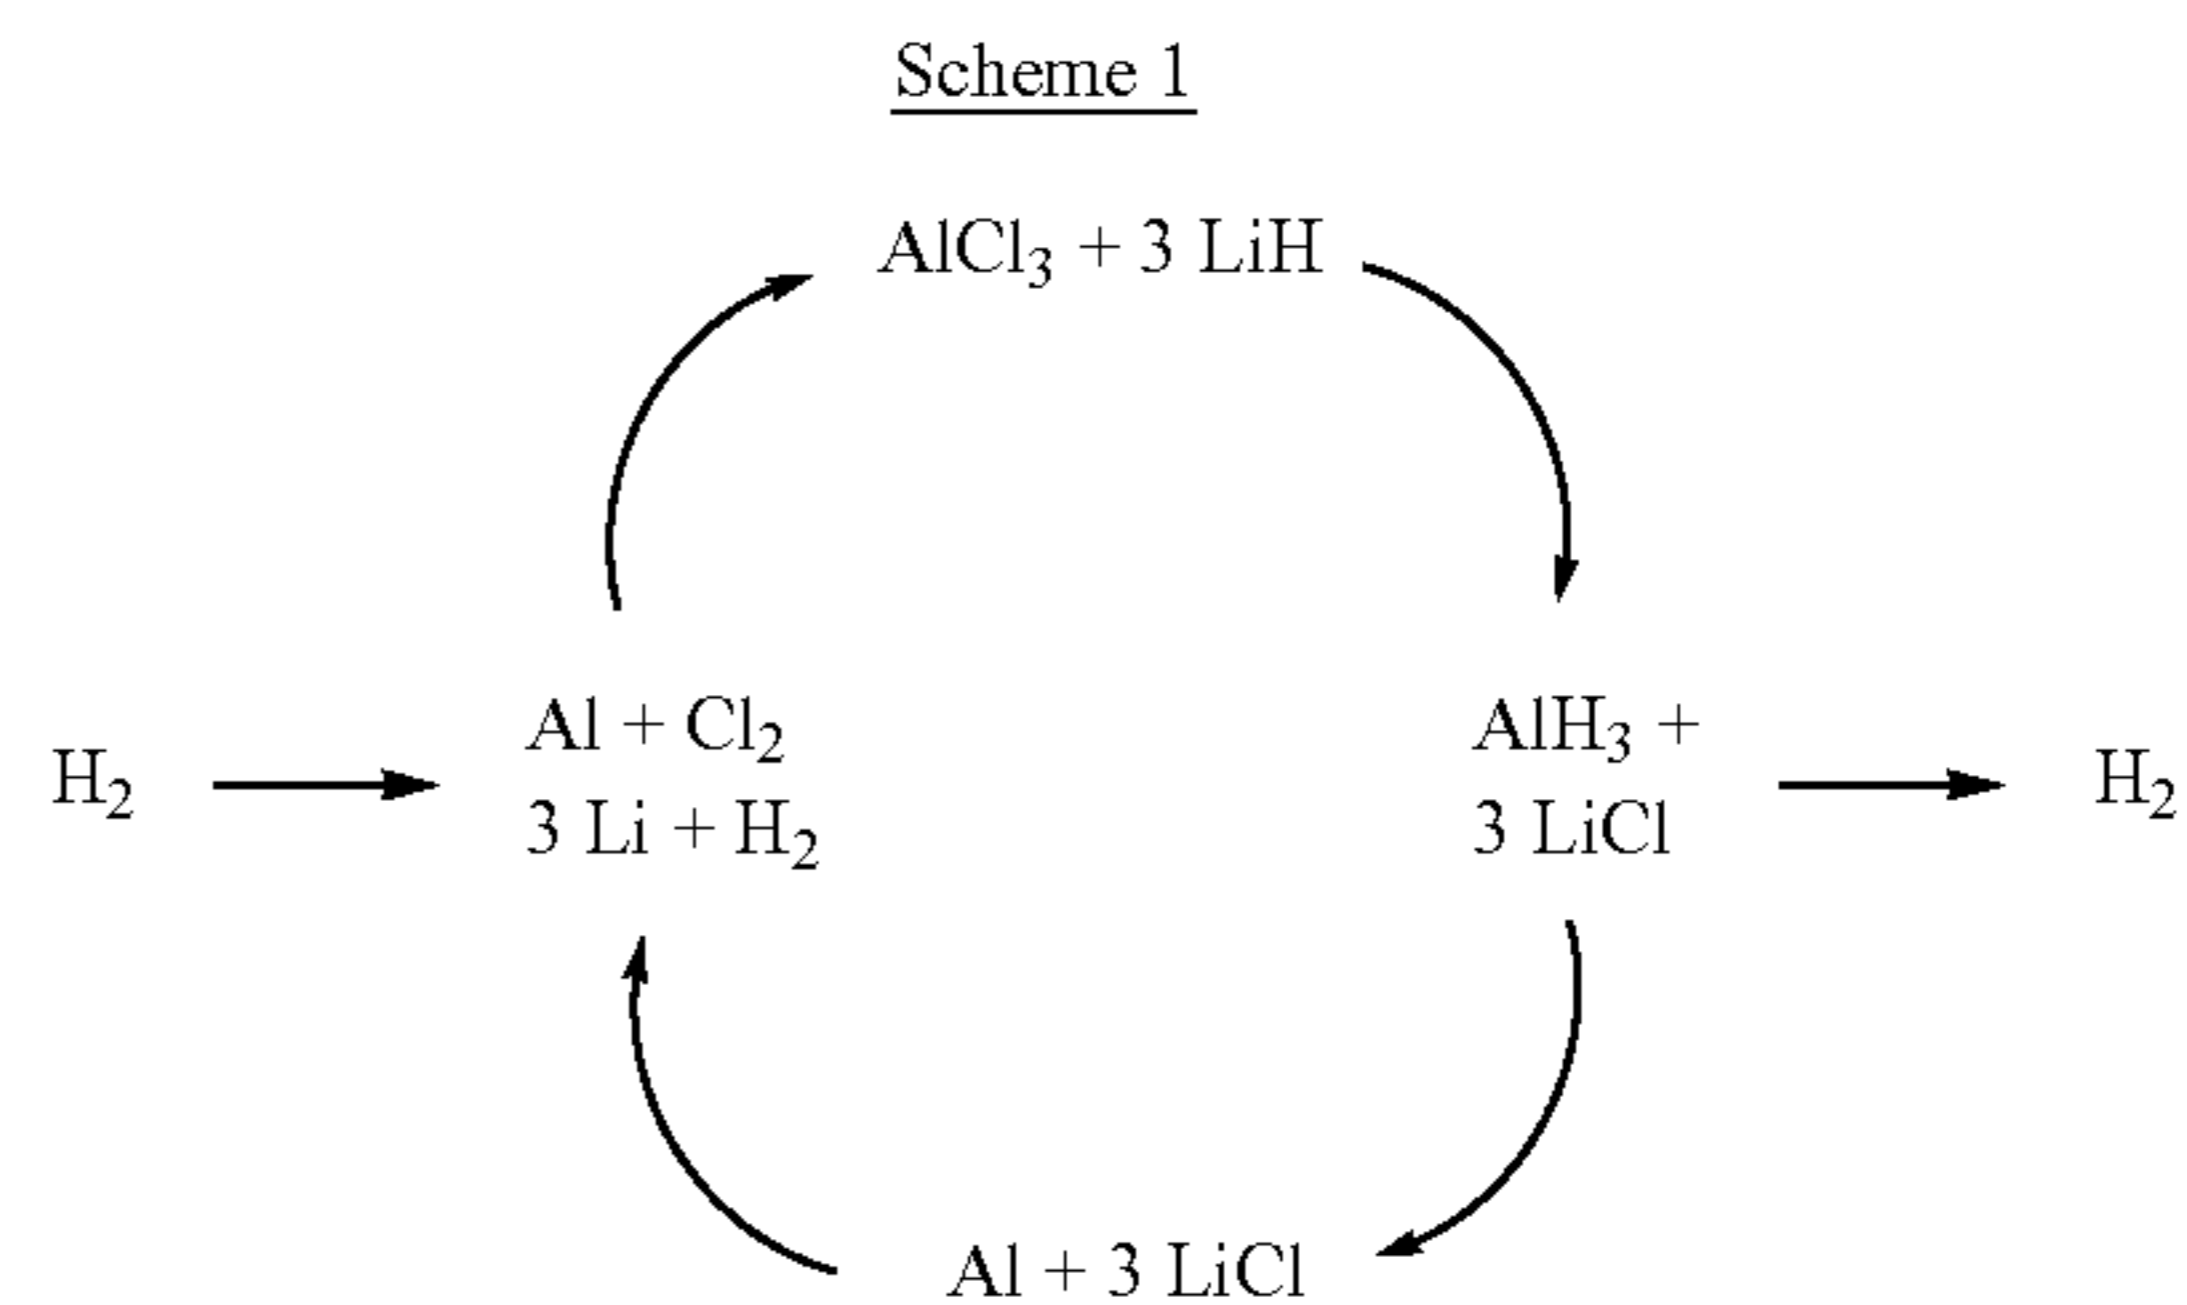 Scheme 1
AlCl₃ + 3 LiH
H₂
Al + Cl₂
3 Li + H₂
AlH₃ +
3 LiCl
H₂
Al + 3 LiCl